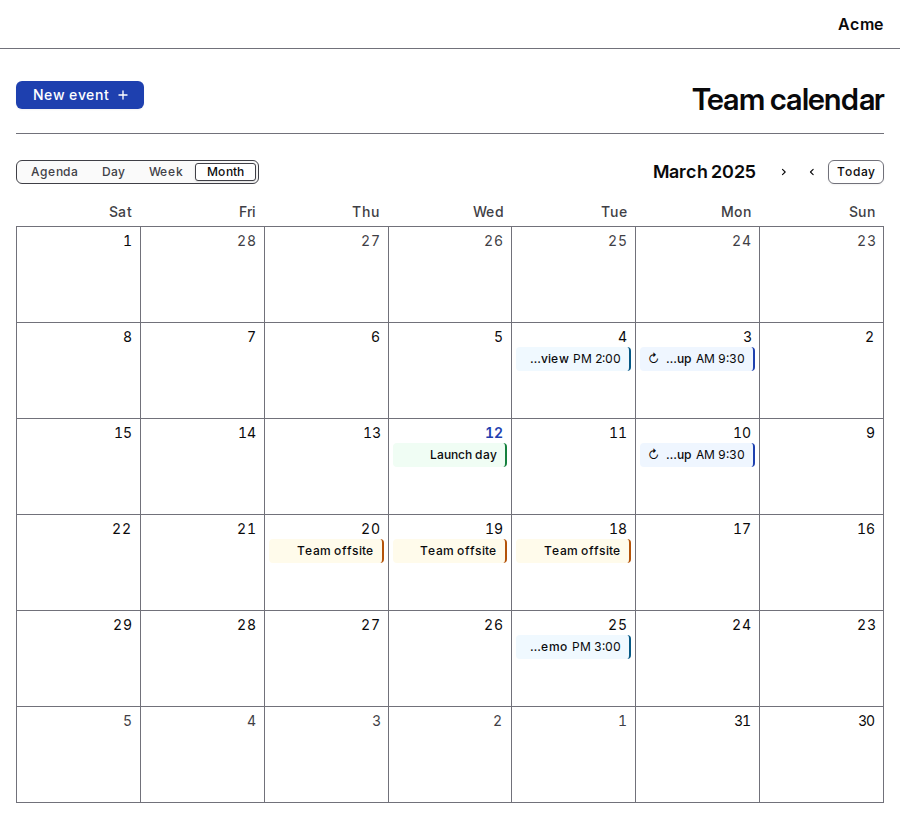 Acme
Team calendar
New event +
Today
March 2025
Month
Week
Day
Agenda
Sun Mon Tue Wed Thu Fri Sat
23 24 25 26 27 28 1
2 3 4 5 6 7 8
...up AM 9:30
...view PM 2:00
9 10 11 12 13 14 15
...up AM 9:30
Launch day
16 17 18 19 20 21 22
Team offsite
Team offsite
Team offsite
23 24 25 26 27 28 29
...emo PM 3:00
30 31 1 2 3 4 5